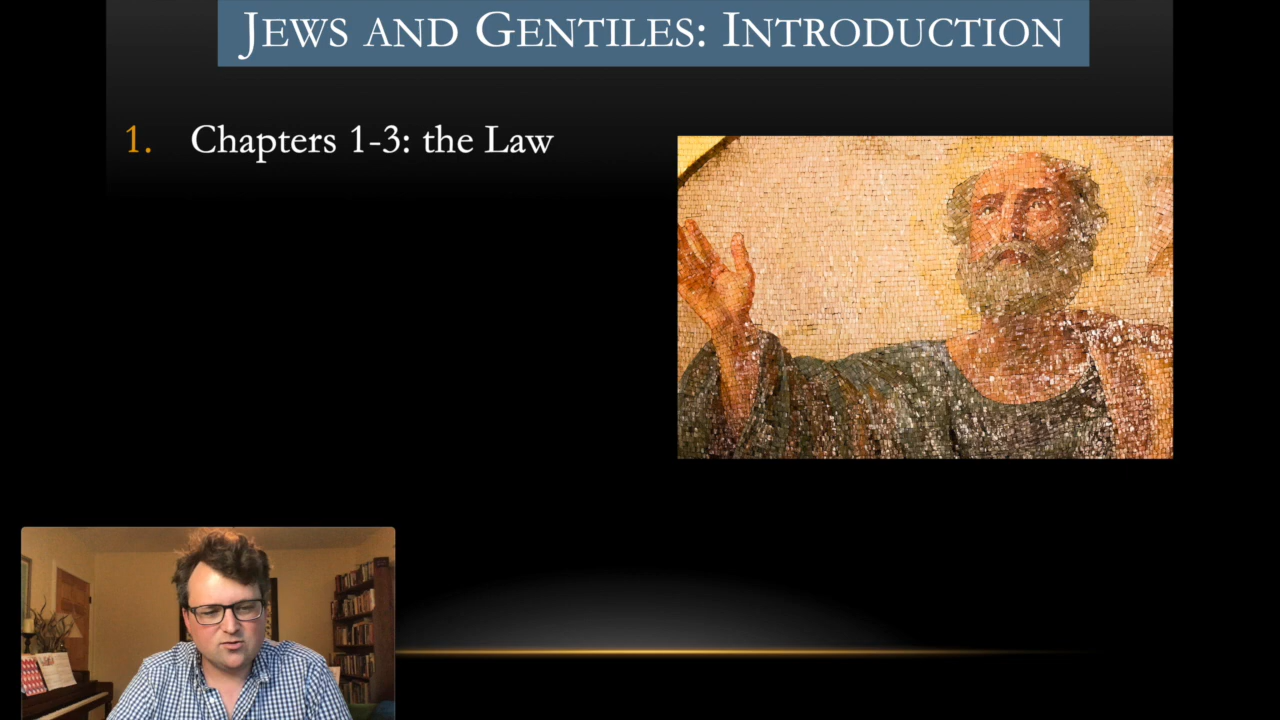 Jews and Gentiles: Introduction
1. Chapters 1-3: the Law